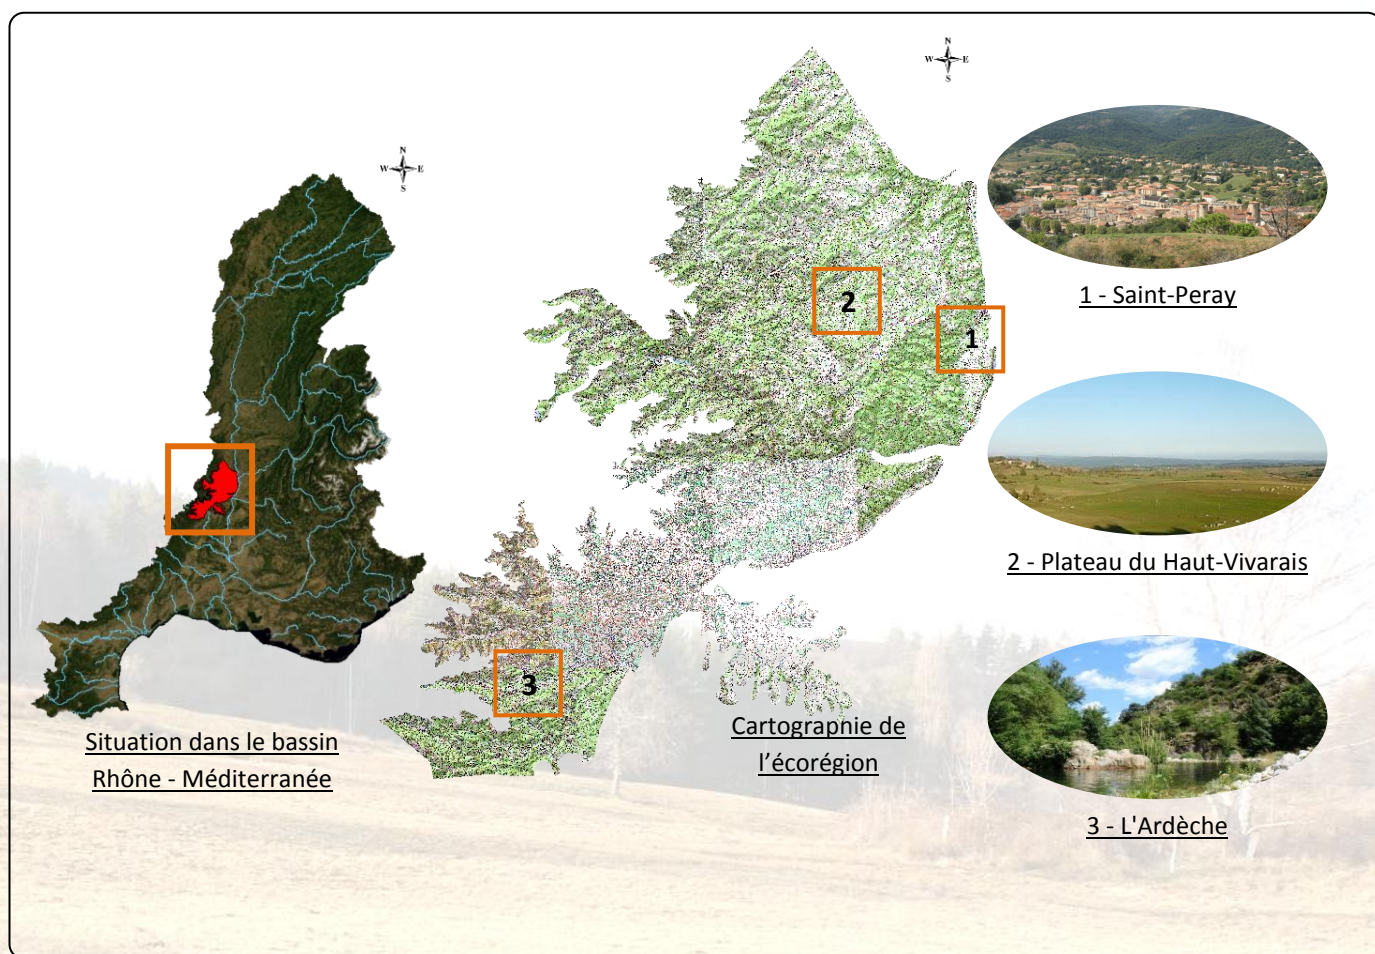 N
W E
S
N
W E
S
1 - Saint-Peray
2
1
2 - Plateau du Haut-Vivarais
3
Situation dans le bassin
Rhône - Méditerranée
Cartographie de
l'écorégion
3 - L'Ardèche